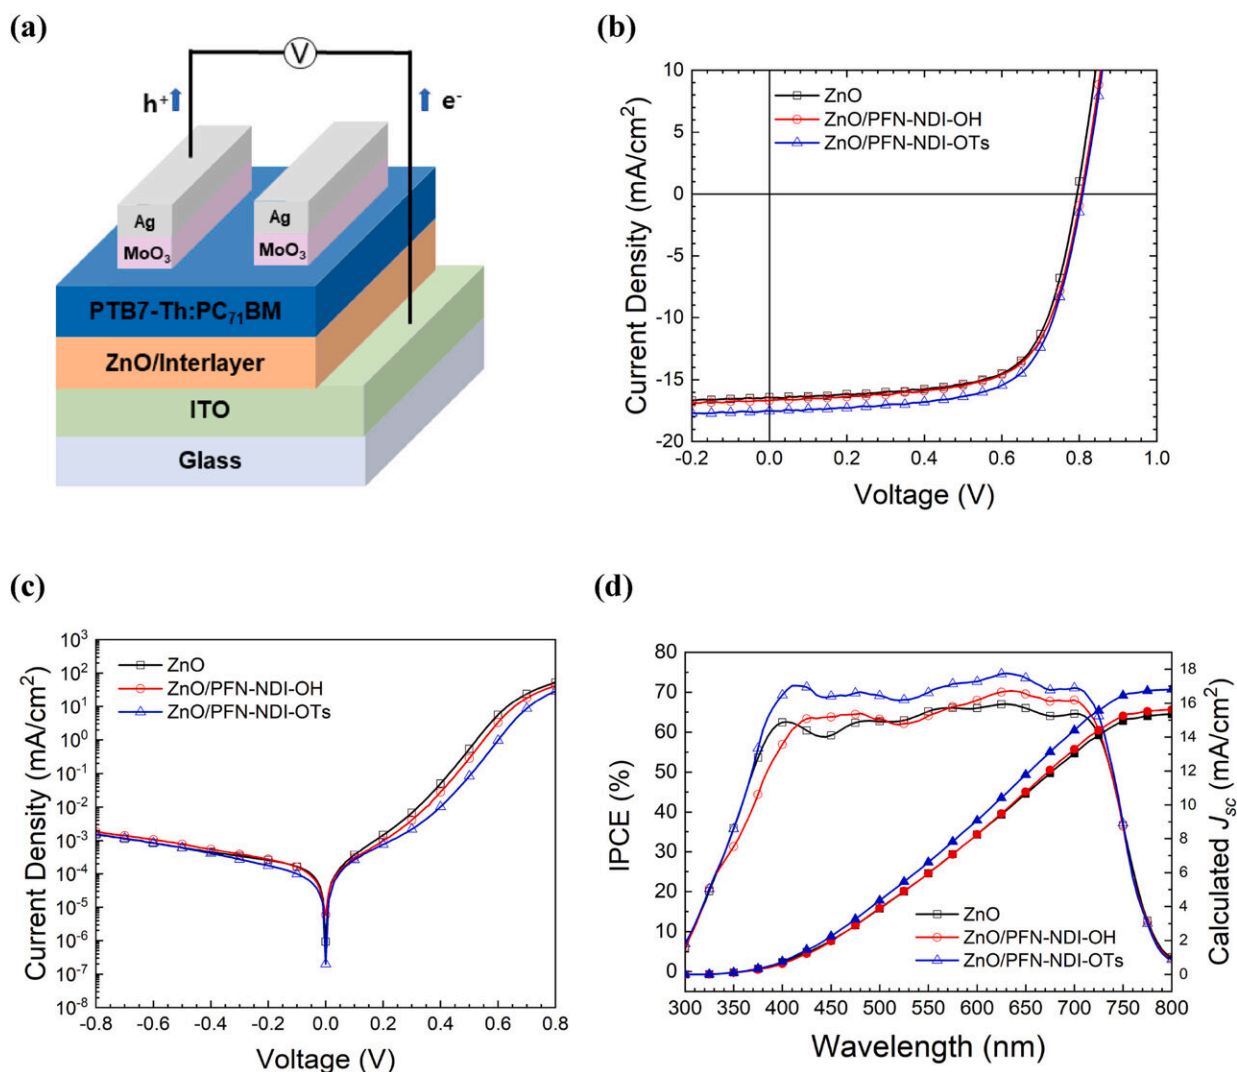 (a)
V
h⁺
e⁻
Ag
MoO₃
Ag
MoO₃
PTB7-Th:PC₇₁BM
ZnO/Interlayer
ITO
Glass
(b)
Current Density (mA/cm²)
10
5
0
-5
-10
-15
-20
ZnO
ZnO/PFN-NDI-OH
ZnO/PFN-NDI-OTs
-0.2 0.0 0.2 0.4 0.6 0.8 1.0
Voltage (V)
(c)
Current Density (mA/cm²)
10³
10²
10¹
10⁰
10⁻¹
10⁻²
10⁻³
10⁻⁴
10⁻⁵
10⁻⁶
10⁻⁷
10⁻⁸
ZnO
ZnO/PFN-NDI-OH
ZnO/PFN-NDI-OTs
-0.8 -0.6 -0.4 -0.2 0.0 0.2 0.4 0.6 0.8
Voltage (V)
(d)
IPCE (%)
80
70
60
50
40
30
20
10
0
ZnO
ZnO/PFN-NDI-OH
ZnO/PFN-NDI-OTs
18
16
14
12
10
8
6
4
2
0
Calculated Jsc (mA/cm²)
300 350 400 450 500 550 600 650 700 750 800
Wavelength (nm)